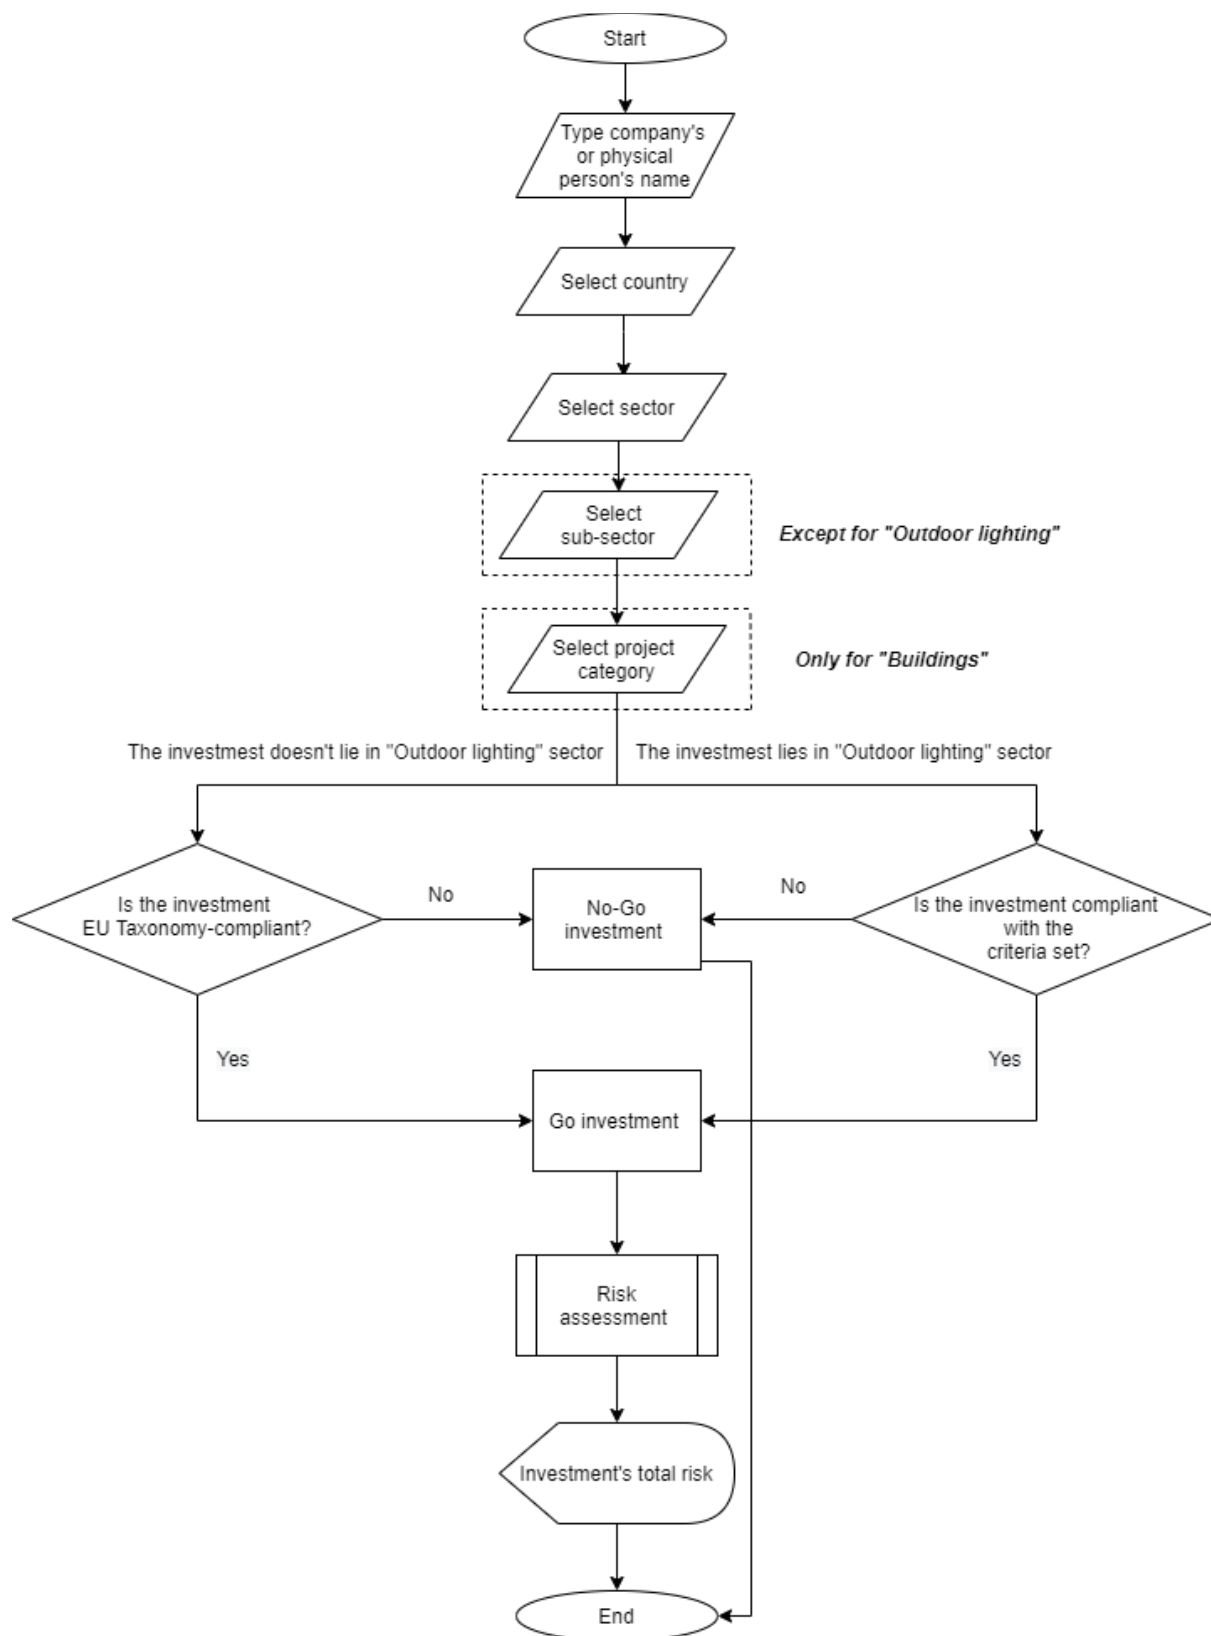 Start
Type company's
or physical
person's name
Select country
Select sector
Select
sub-sector
Except for "Outdoor lighting"
Select project
category
Only for "Buildings"
The investmest doesn't lie in "Outdoor lighting" sector
The investmest lies in "Outdoor lighting" sector
Is the investment
EU Taxonomy-compliant?
No
No-Go
investment
No
Is the investment compliant
with the
criteria set?
Yes
Yes
Go investment
Risk
assessment
Investment's total risk
End